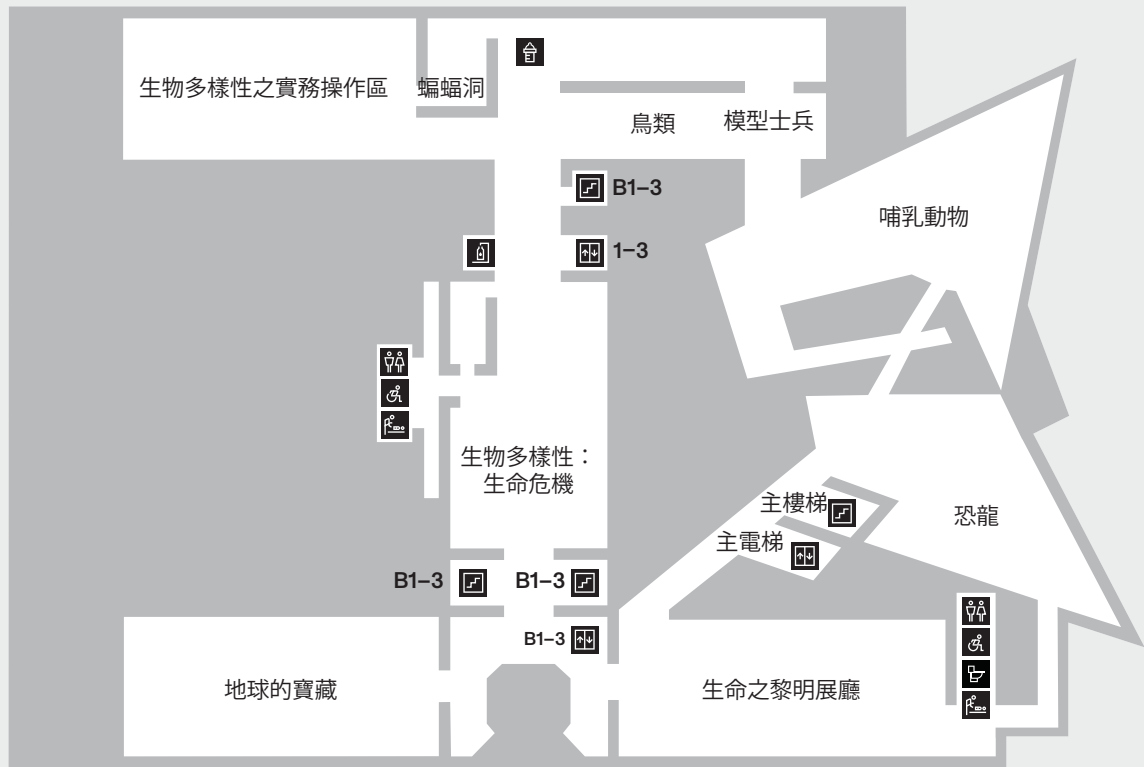 生物多樣性之實務操作區
蝙蝠洞
鳥類
模型士兵
B1–3
哺乳動物
1–3
生物多樣性：
生命危機
主樓梯
恐龍
主電梯
B1–3
B1–3
B1–3
地球的寶藏
生命之黎明展廳